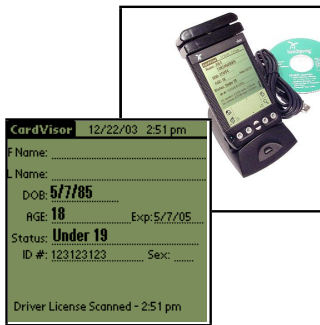 CardVisor 12/22/03 2:51 pm
F Name:
L Name:
DOB: 5/7/85
AGE: 18 Exp: 5/7/05
Status: Under 19
ID #: 123123123 Sex:
Driver License Scanned - 2:51 pm